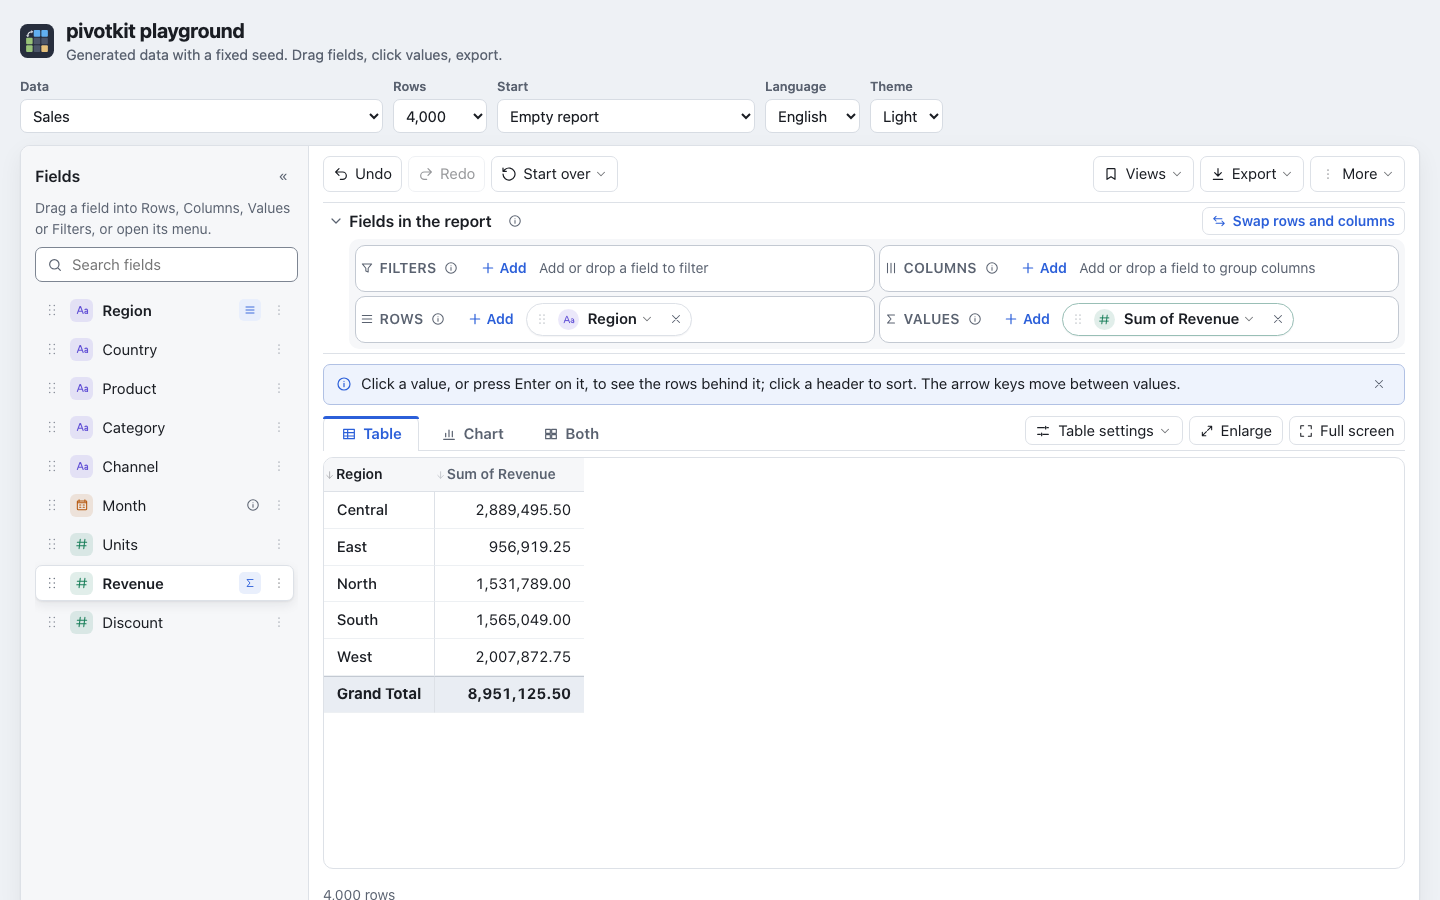 pivotkit playground
Generated data with a fixed seed. Drag fields, click values, export.
Data
Rows
Start
Language
Theme
Sales
4,000
Empty report
English
Light
Fields
«
Drag a field into Rows, Columns, Values
or Filters, or open its menu.
Search fields
Aa Region
Aa Country
Aa Product
Aa Category
Aa Channel
Month
# Units
# Revenue Σ
# Discount
Undo
Redo
Start over
Views
Export
More
Fields in the report
Swap rows and columns
FILTERS
+ Add
Add or drop a field to filter
COLUMNS
+ Add
Add or drop a field to group columns
ROWS
+ Add
Aa Region
Σ VALUES
+ Add
# Sum of Revenue
Click a value, or press Enter on it, to see the rows behind it; click a header to sort. The arrow keys move between values.
Table
Chart
Both
Table settings
Enlarge
Full screen
↓ Region ↓ Sum of Revenue
Central 2,889,495.50
East 956,919.25
North 1,531,789.00
South 1,565,049.00
West 2,007,872.75
Grand Total 8,951,125.50
4,000 rows